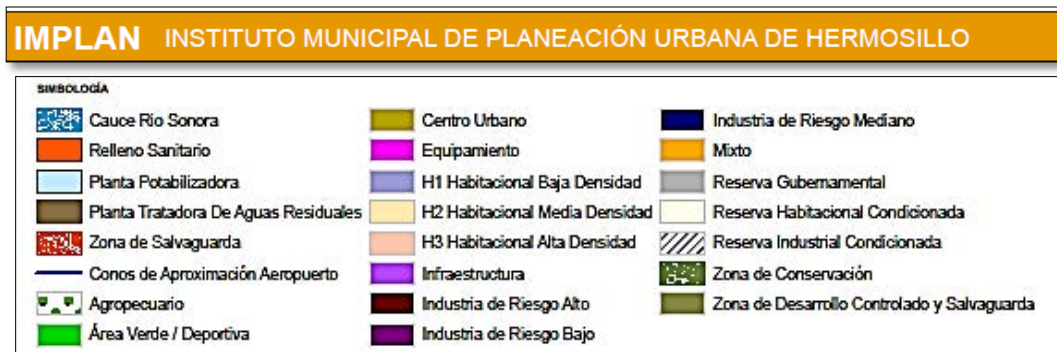 IMPLAN INSTITUTO MUNICIPAL DE PLANEACIÓN URBANA DE HERMOSILLO
SIMBOLOGÍA
Cauce Rio Sonora
Relleno Sanitario
Planta Potabilizadora
Planta Tratadora De Aguas Residuales
Zona de Salvaguarda
Conos de Aproximación Aeropuerto
Agropecuario
Área Verde / Deportiva
Centro Urbano
Equipamiento
H1 Habitacional Baja Densidad
H2 Habitacional Media Densidad
H3 Habitacional Alta Densidad
Infraestructura
Industria de Riesgo Alto
Industria de Riesgo Bajo
Industria de Riesgo Mediano
Mixto
Reserva Gubernamental
Reserva Habitacional Condicionada
Reserva Industrial Condicionada
Zona de Conservación
Zona de Desarrollo Controlado y Salvaguarda